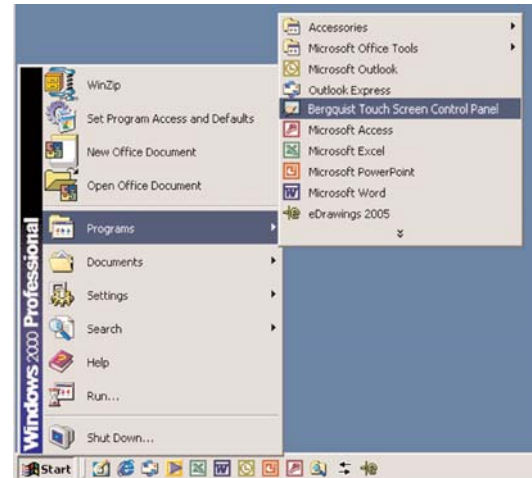 Accessories
Microsoft Office Tools
Microsoft Outlook
Outlook Express
Bergquist Touch Screen Control Panel
Microsoft Access
Microsoft Excel
Microsoft PowerPoint
Microsoft Word
eDrawings 2005
WinZip
Set Program Access and Defaults
New Office Document
Open Office Document
Programs
Documents
Settings
Search
Help
Run...
Shut Down...
Windows 2000 Professional
Start